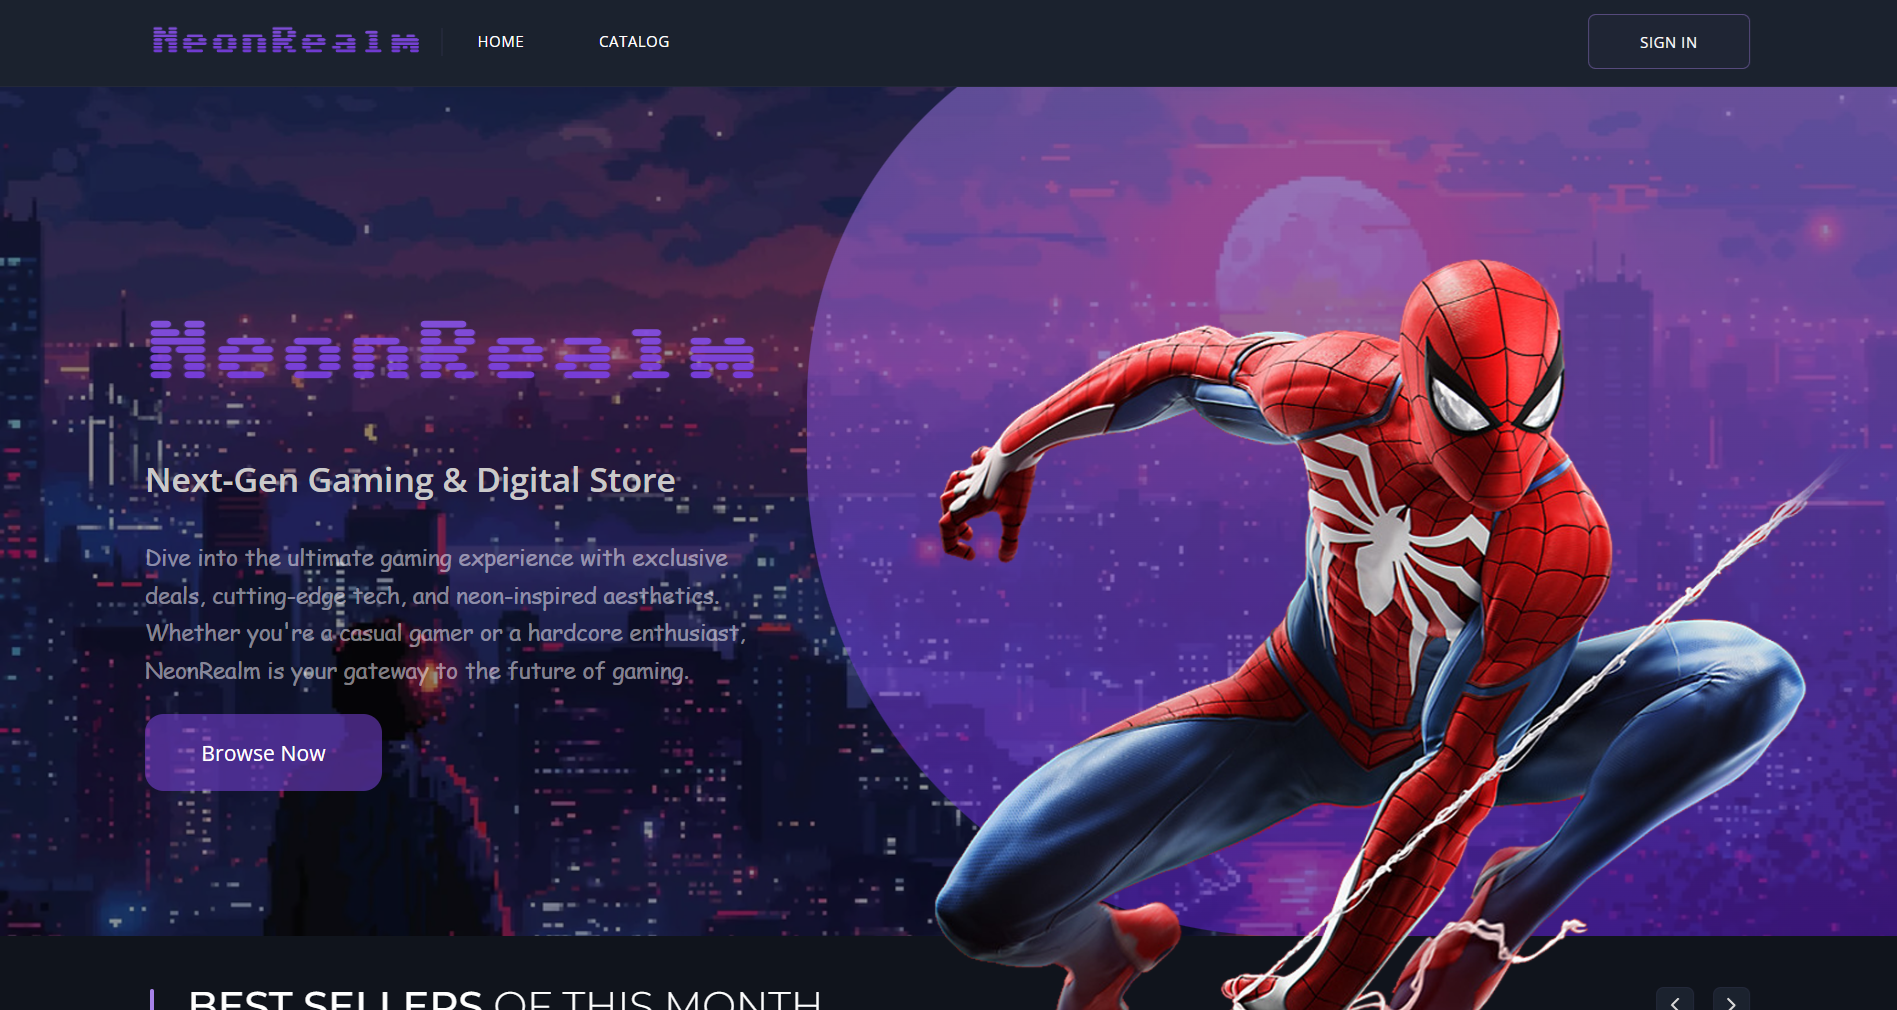 NeonRealm
HOME
CATALOG
SIGN IN
NeonRealm
Next-Gen Gaming & Digital Store
Dive into the ultimate gaming experience with exclusive
deals, cutting-edge tech, and neon-inspired aesthetics.
Whether you're a casual gamer or a hardcore enthusiast,
NeonRealm is your gateway to the future of gaming.
Browse Now
BEST SELLERS OF THIS MONTH